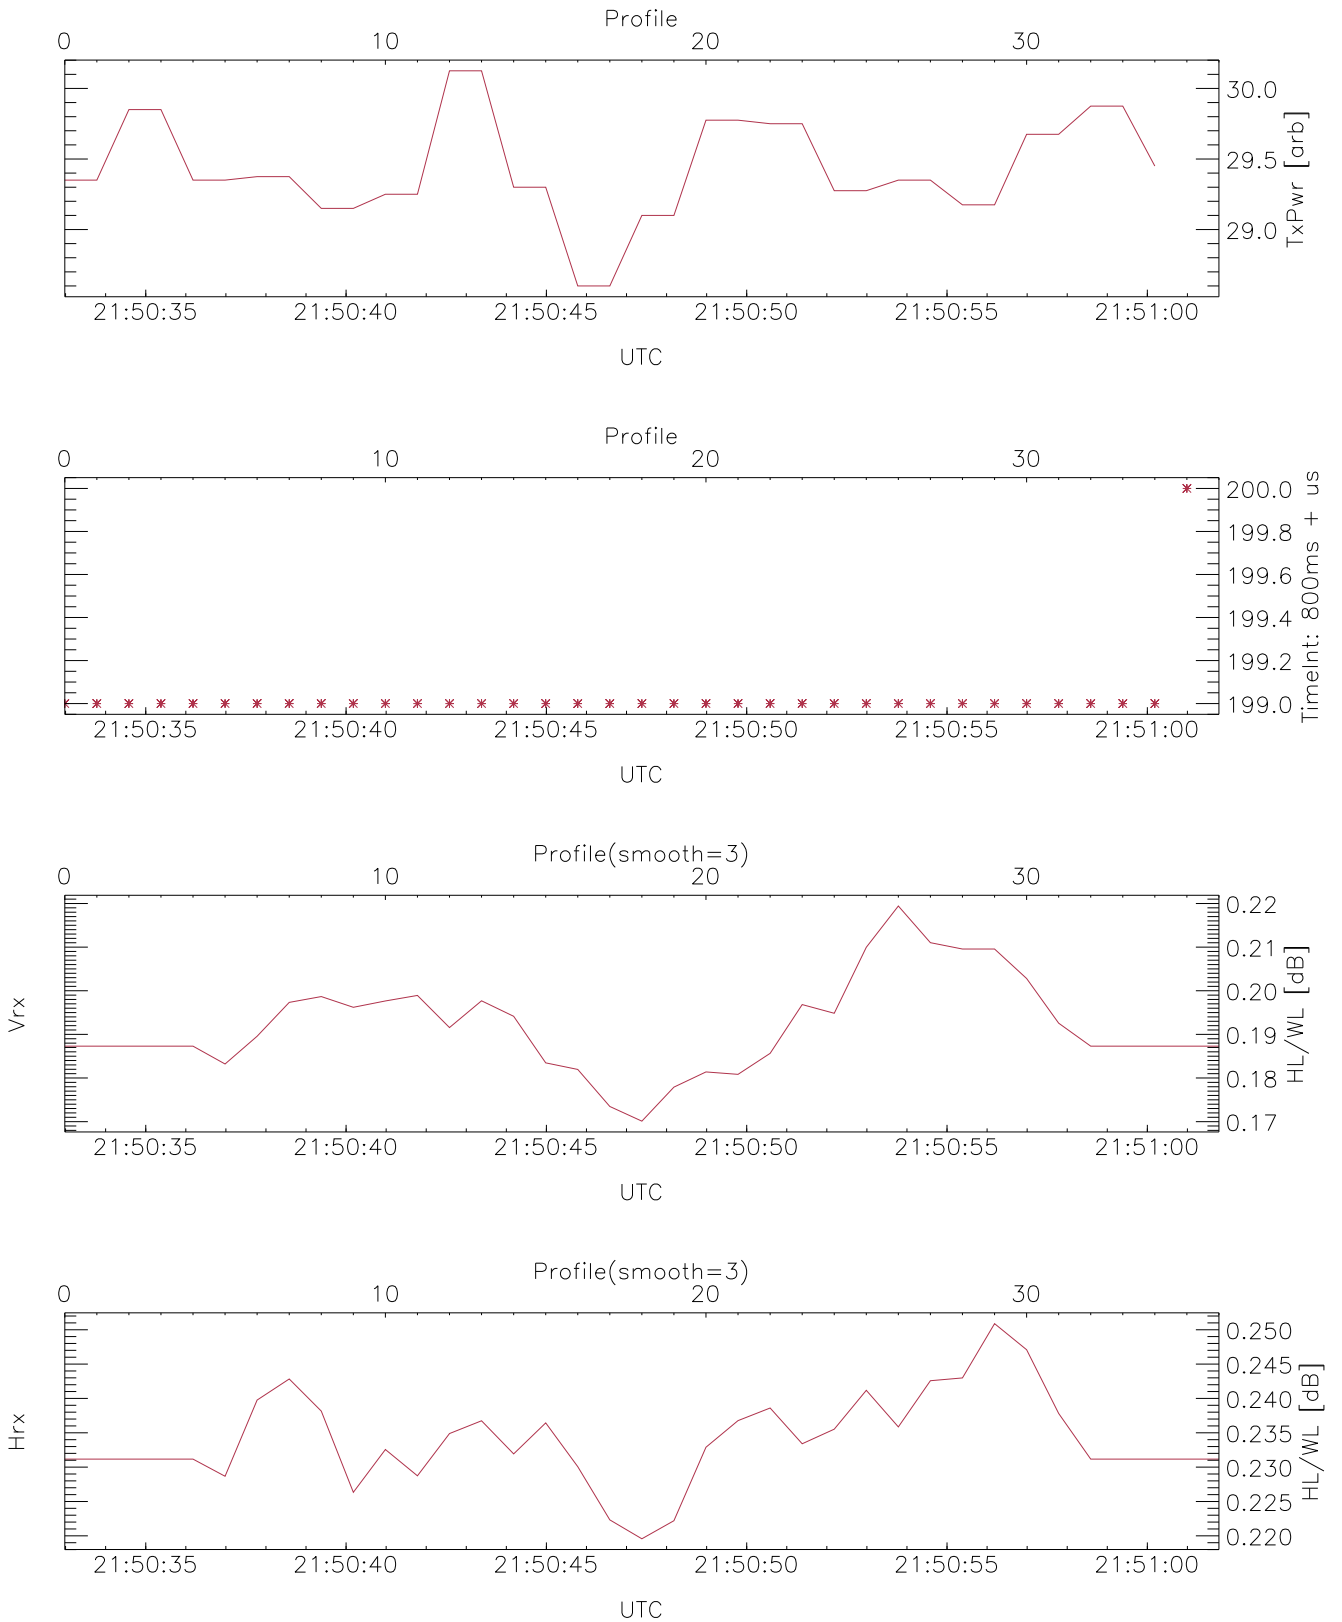 Profile
0 10 20 30
30.0
29.5
29.0
TxPwr [arb]
21:50:35 21:50:40 21:50:45 21:50:50 21:50:55 21:51:00
UTC
Profile
0 10 20 30
200.0
199.8
199.6
199.4
199.2
199.0
TimeInt: 800ms + us
21:50:35 21:50:40 21:50:45 21:50:50 21:50:55 21:51:00
UTC
Profile(smooth=3)
0 10 20 30
Vrx
0.22
0.21
0.20
0.19
0.18
0.17
HL/WL [dB]
21:50:35 21:50:40 21:50:45 21:50:50 21:50:55 21:51:00
UTC
Profile(smooth=3)
0 10 20 30
Hrx
0.250
0.245
0.240
0.235
0.230
0.225
0.220
HL/WL [dB]
21:50:35 21:50:40 21:50:45 21:50:50 21:50:55 21:51:00
UTC